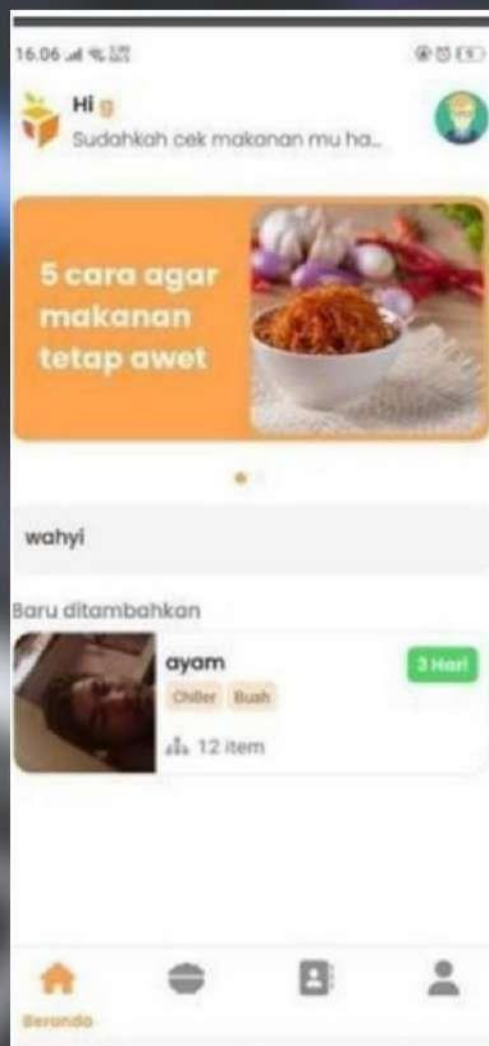 16.06
Hi g
Sudahkah cek makanan mu ha...
5 cara agar
makanan
tetap awet
wahyi
Baru ditambahkan
ayam
3 Hari
Chiller Buah
12 item
Beranda